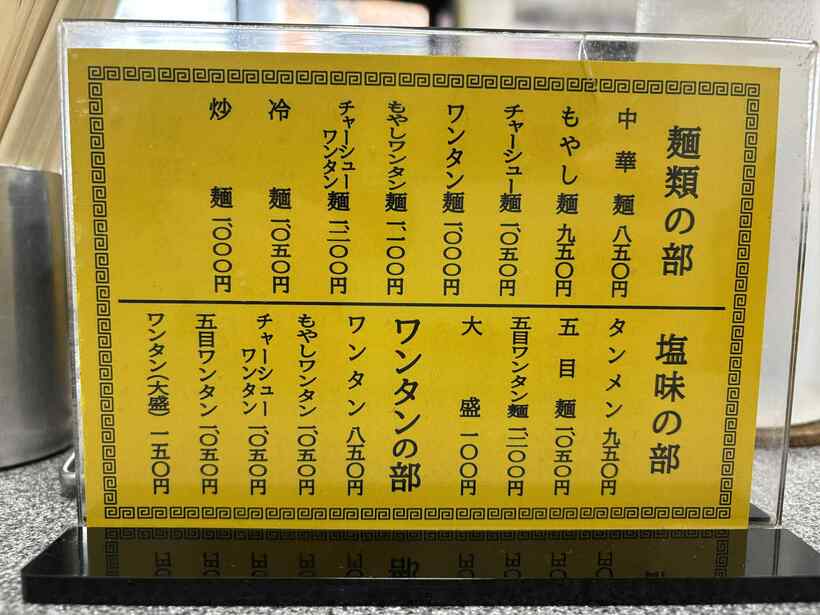 麺類の部
中華麺 八五〇円
もやし麺 九五〇円
チャーシュー麺 一、〇五〇円
ワンタン麺 一、〇〇〇円
もやしワンタン麺 一、一〇〇円
チャーシューワンタン麺 一、二〇〇円
冷麺 一、〇五〇円
炒麺 一、〇〇〇円
塩味の部
タンメン 九五〇円
五目麺 一、〇五〇円
五目ワンタン麺 一、二〇〇円
大盛 一〇〇円
ワンタンの部
ワンタン 八五〇円
もやしワンタン 一、〇五〇円
チャーシューワンタン 一、〇五〇円
五目ワンタン 一、〇五〇円
ワンタン(大盛) 一五〇円